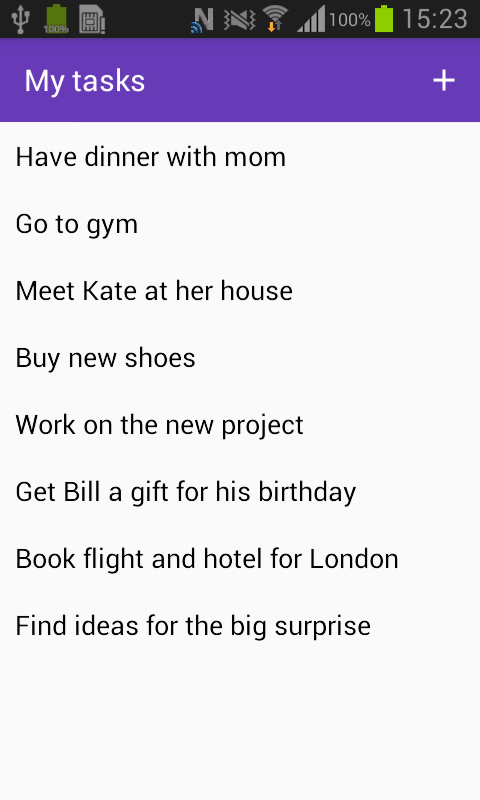 100% 100% 15:23
My tasks +
Have dinner with mom
Go to gym
Meet Kate at her house
Buy new shoes
Work on the new project
Get Bill a gift for his birthday
Book flight and hotel for London
Find ideas for the big surprise